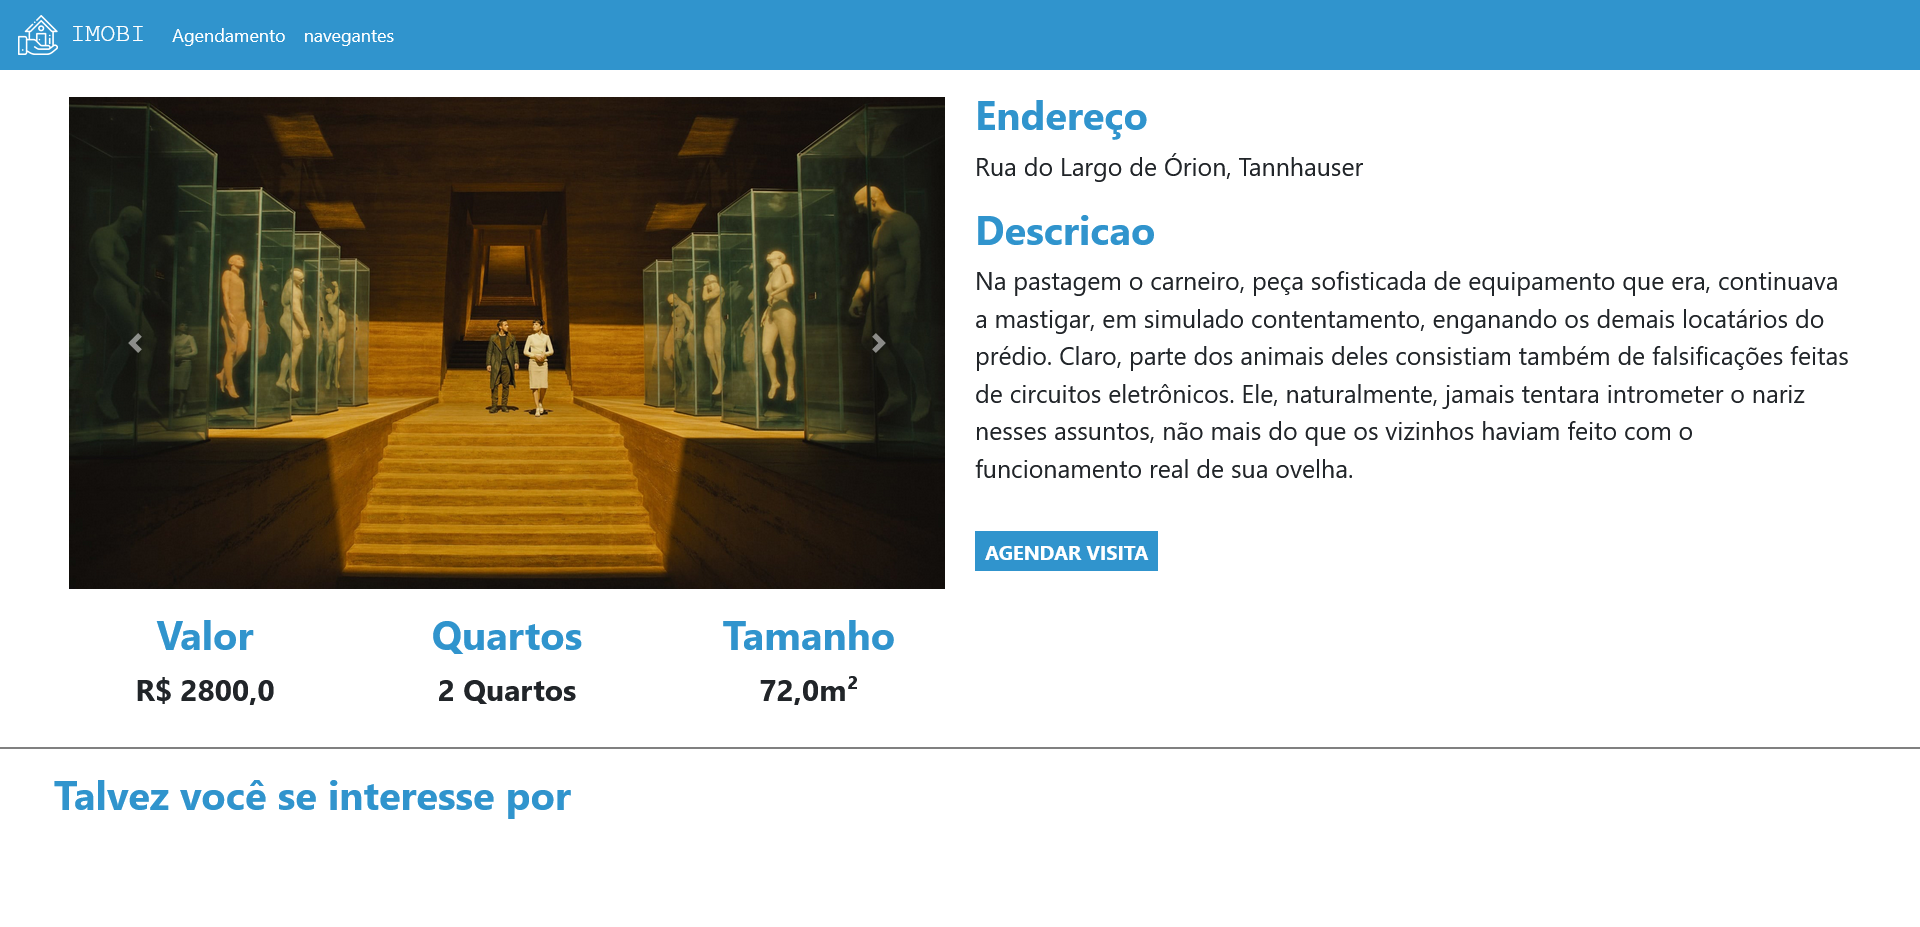 IMOBI Agendamento navegantes
Endereço
Rua do Largo de Órion, Tannhauser
Descricao
Na pastagem o carneiro, peça sofisticada de equipamento que era, continuava
a mastigar, em simulado contentamento, enganando os demais locatários do
prédio. Claro, parte dos animais deles consistiam também de falsificações feitas
de circuitos eletrônicos. Ele, naturalmente, jamais tentara intrometer o nariz
nesses assuntos, não mais do que os vizinhos haviam feito com o
funcionamento real de sua ovelha.
AGENDAR VISITA
Valor Quartos Tamanho
R$ 2800,0 2 Quartos 72,0m²
Talvez você se interesse por